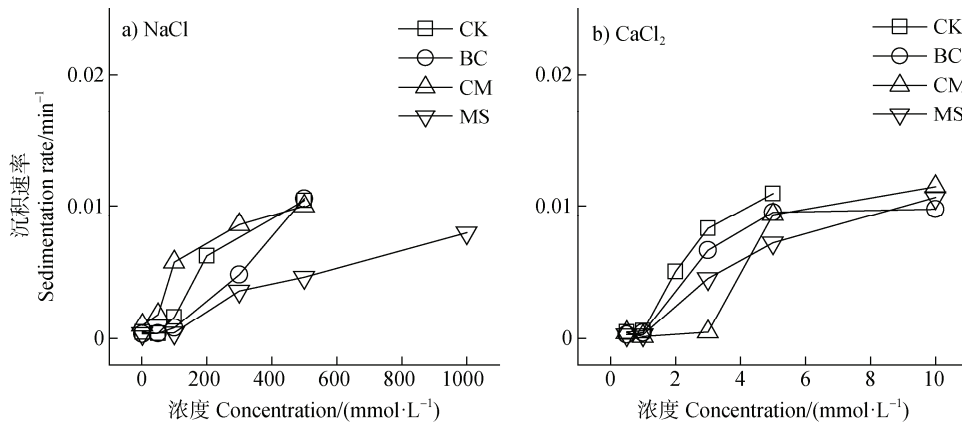 a) NaCl
CK
BC
CM
MS
0.02
0.01
0
沉积速率
Sedimentation rate/min⁻¹
0 200 400 600 800 1000
浓度 Concentration/(mmol·L⁻¹)
b) CaCl₂
CK
BC
CM
MS
0.02
0.01
0
0 2 4 6 8 10
浓度 Concentration/(mmol·L⁻¹)